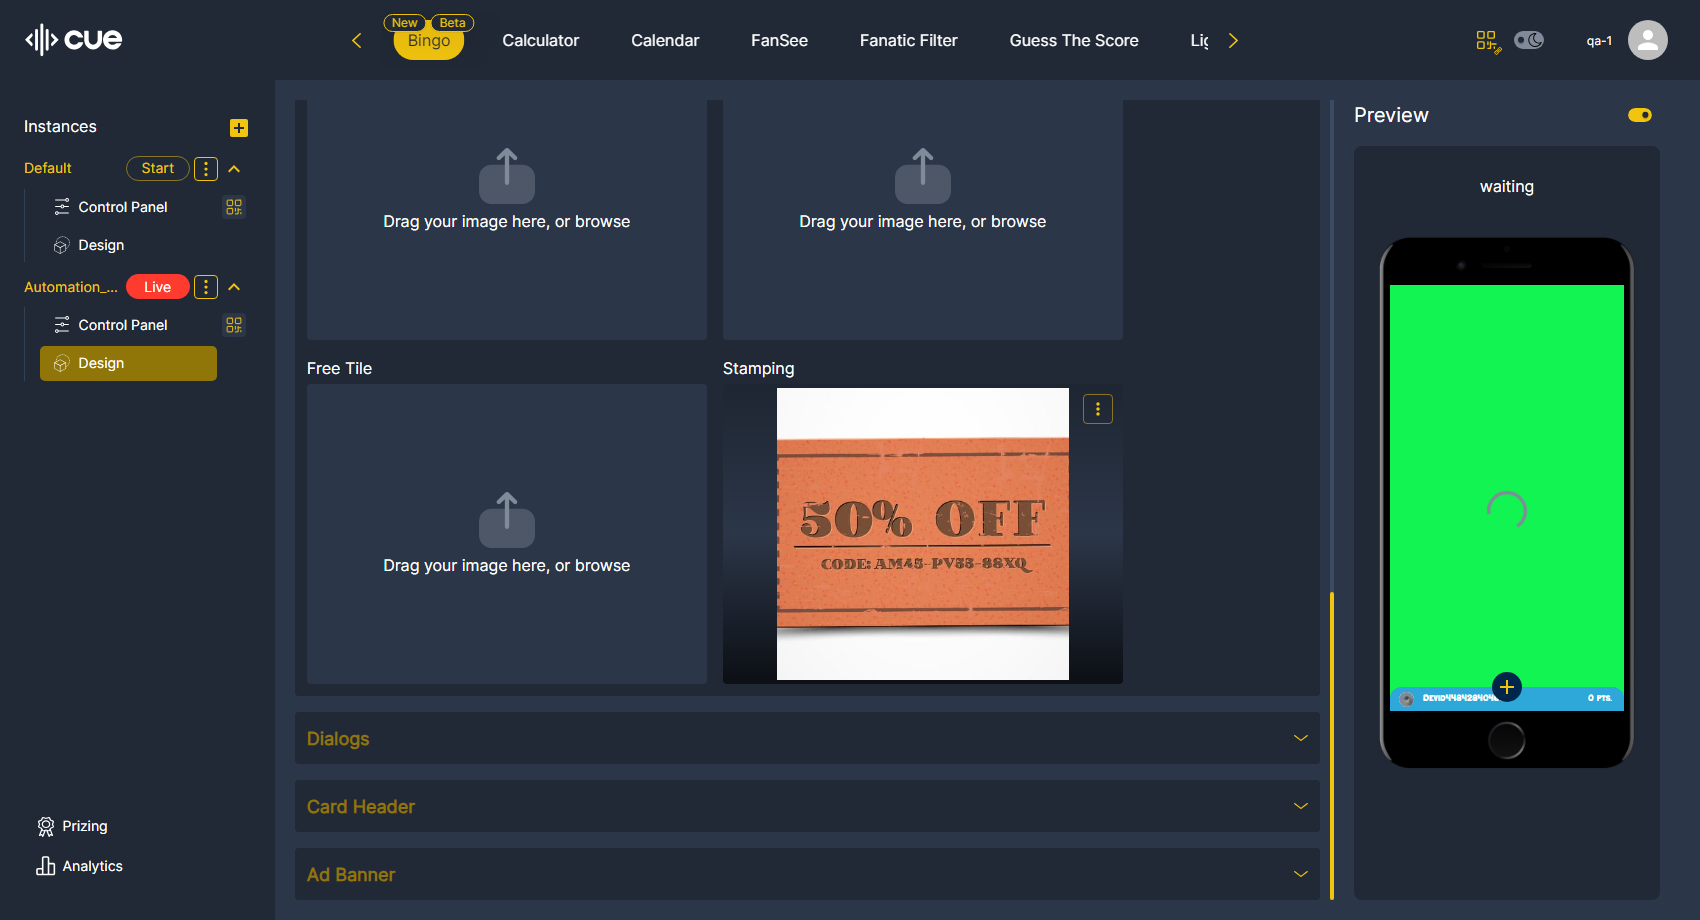 cue
New Beta
Bingo
Calculator
Calendar
FanSee
Fanatic Filter
Guess The Score
Lig
qa-1
Instances
Default
Start
Control Panel
Design
Automation_...
Live
Control Panel
Design
Prizing
Analytics
Drag your image here, or browse
Drag your image here, or browse
Free Tile
Stamping
Drag your image here, or browse
50% OFF
CODE: AM45-PV33-88XQ
Dialogs
Card Header
Ad Banner
Preview
waiting
0 PTS.